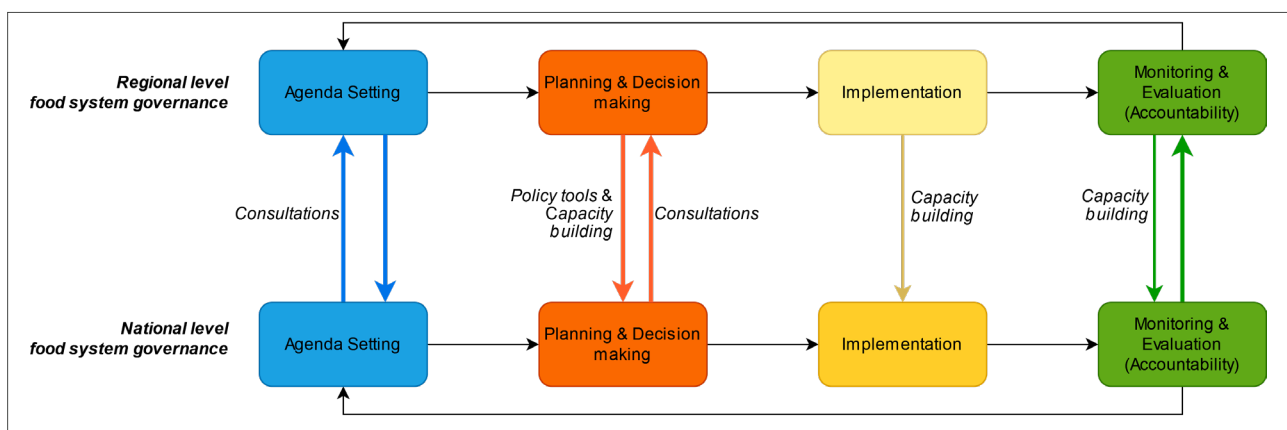 Regional level
food system governance
Agenda Setting
Planning & Decision
making
Implementation
Monitoring &
Evaluation
(Accountability)
Consultations
Policy tools &
Capacity
building
Consultations
Capacity
building
Capacity
building
National level
food system governance
Agenda Setting
Planning & Decision
making
Implementation
Monitoring &
Evaluation
(Accountability)